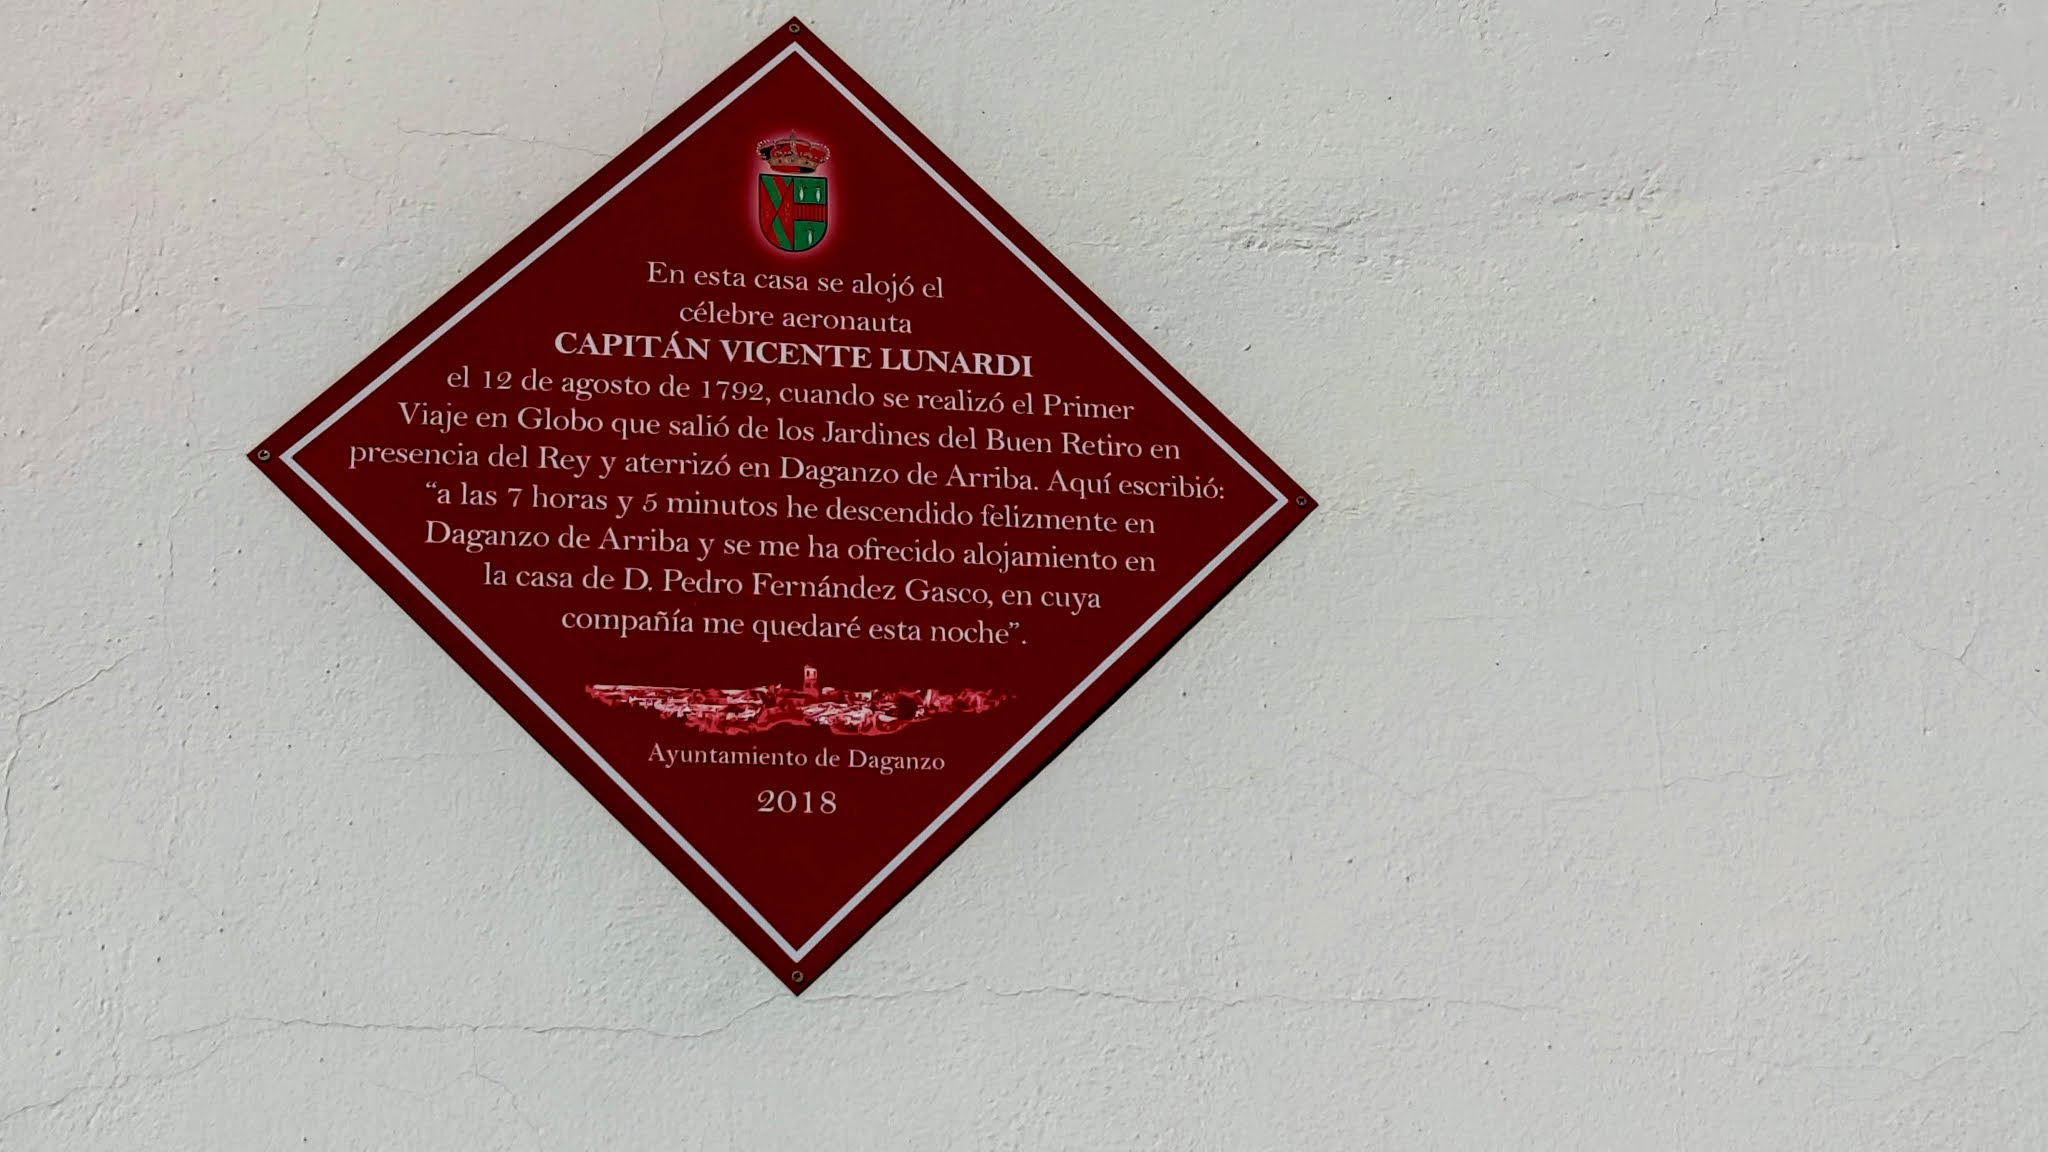 En esta casa se alojó el
célebre aeronauta
CAPITÁN VICENTE LUNARDI
el 12 de agosto de 1792, cuando se realizó el Primer
Viaje en Globo que salió de los Jardines del Buen Retiro en
presencia del Rey y aterrizó en Daganzo de Arriba. Aquí escribió:
“a las 7 horas y 5 minutos he descendido felizmente en
Daganzo de Arriba y se me ha ofrecido alojamiento en
la casa de D. Pedro Fernández Gasco, en cuya
compañía me quedaré esta noche”.
Ayuntamiento de Daganzo
2018